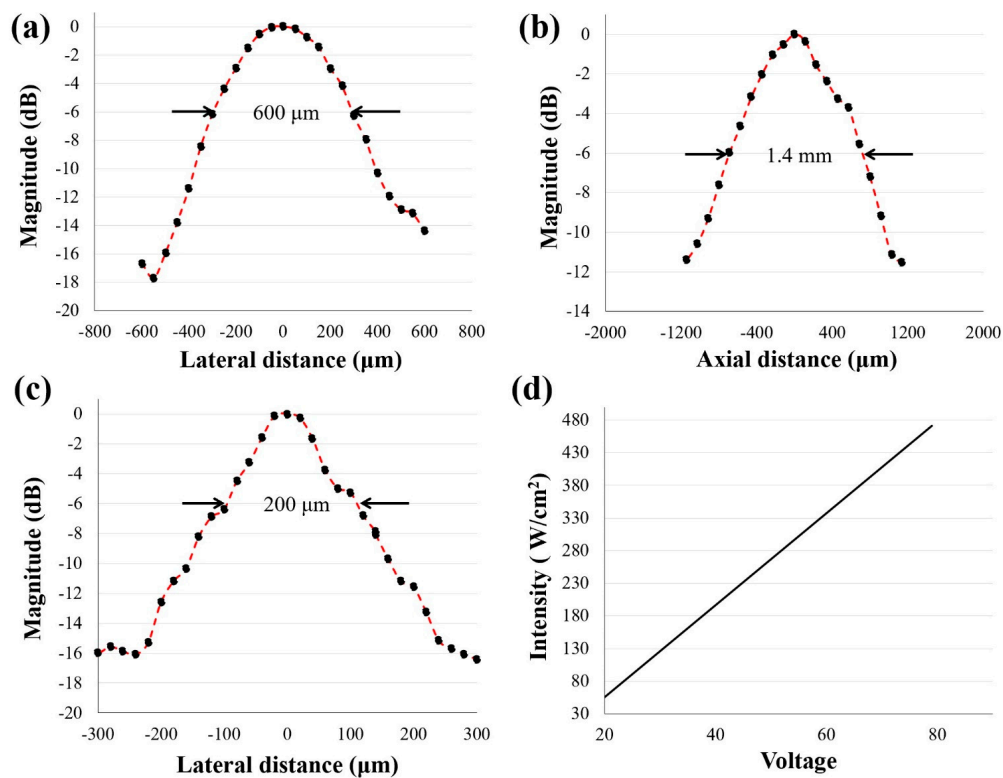 (a)
0
-2
-4
-6
-8
-10
-12
-14
-16
-18
-20
Magnitude (dB)
600 μm
-800 -600 -400 -200 0 200 400 600 800
Lateral distance (μm)
(b)
0
-2
-4
-6
-8
-10
-12
-14
Magnitude (dB)
1.4 mm
-2000 -1200 -400 400 1200 2000
Axial distance (μm)
(c)
0
-2
-4
-6
-8
-10
-12
-14
-16
-18
-20
Magnitude (dB)
200 μm
-300 -200 -100 0 100 200 300
Lateral distance (μm)
(d)
480
430
380
330
280
230
180
130
80
30
Intensity ( W/cm²)
20 40 60 80
Voltage